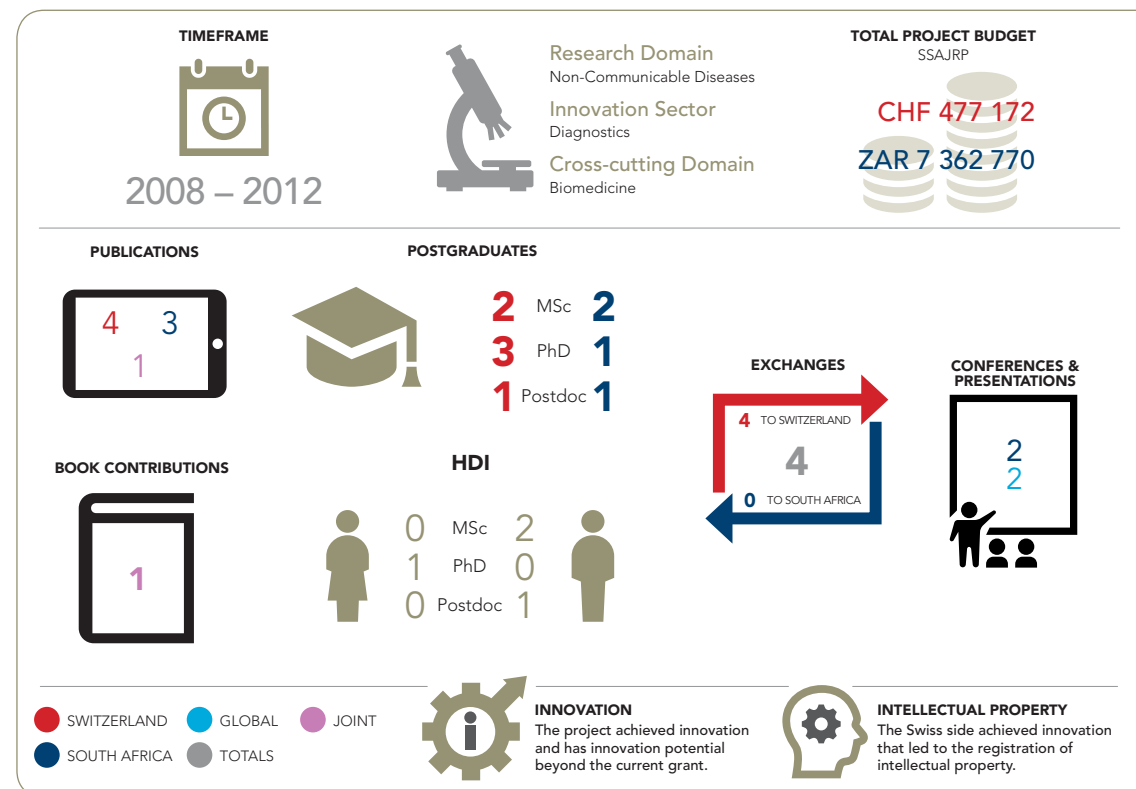 TIMEFRAME
2008 – 2012
Research Domain
Non-Communicable Diseases
Innovation Sector
Diagnostics
Cross-cutting Domain
Biomedicine
TOTAL PROJECT BUDGET
SSAJRP
CHF 477 172
ZAR 7 362 770
PUBLICATIONS
4 3
1
POSTGRADUATES
2 MSc 2
3 PhD 1
1 Postdoc 1
EXCHANGES
4 TO SWITZERLAND
4
0 TO SOUTH AFRICA
CONFERENCES &
PRESENTATIONS
2
2
BOOK CONTRIBUTIONS
1
HDI
0 MSc 2
1 PhD 0
0 Postdoc 1
SWITZERLAND GLOBAL JOINT
SOUTH AFRICA TOTALS
i
INNOVATION
The project achieved innovation
and has innovation potential
beyond the current grant.
INTELLECTUAL PROPERTY
The Swiss side achieved innovation
that led to the registration of
intellectual property.